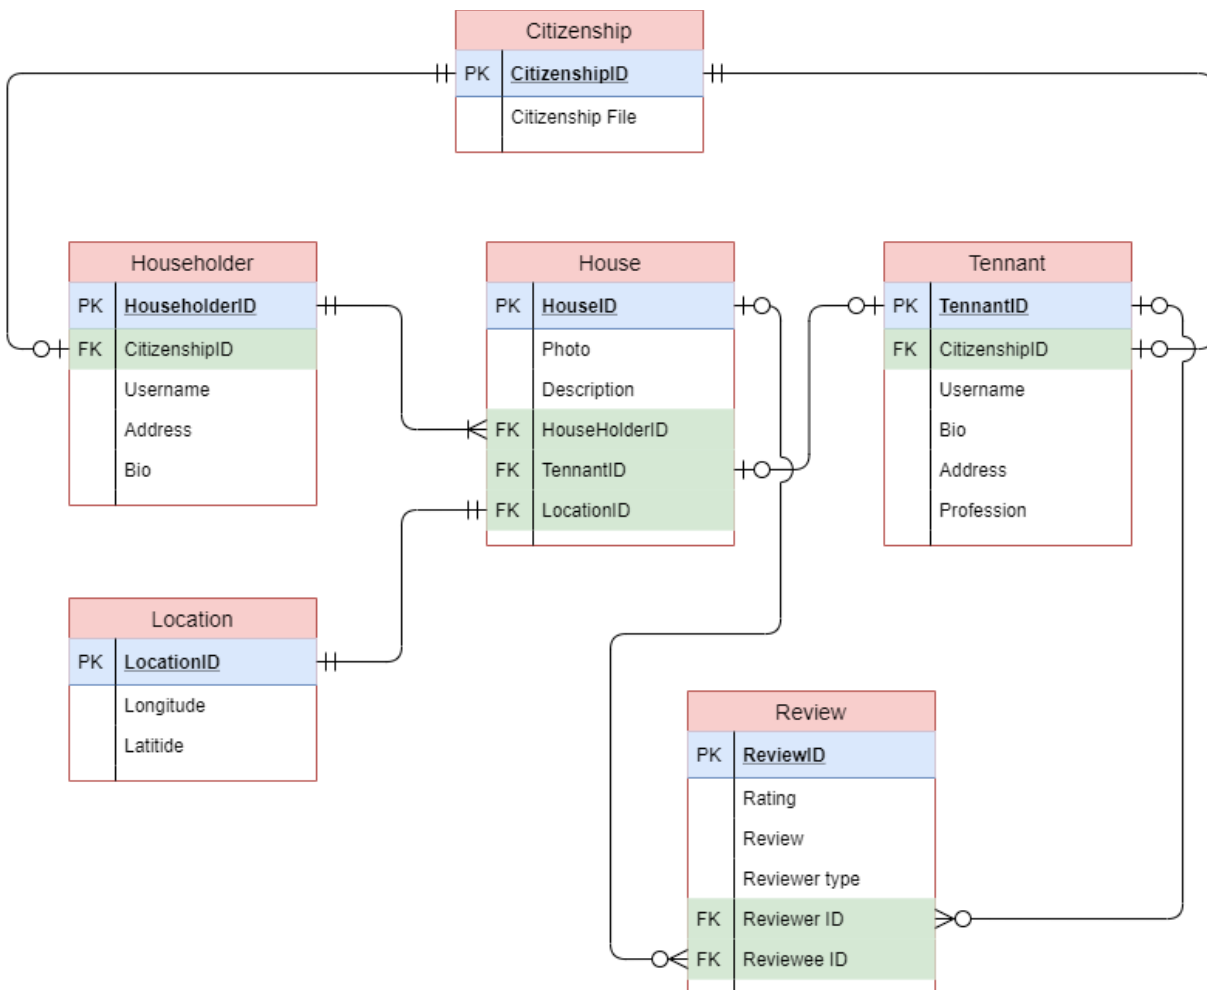 Citizenship
PK CitizenshipID
Citizenship File
Householder
PK HouseholderID
FK CitizenshipID
Username
Address
Bio
House
PK HouseID
Photo
Description
FK HouseHolderID
FK TennantID
FK LocationID
Tennant
PK TennantID
FK CitizenshipID
Username
Bio
Address
Profession
Location
PK LocationID
Longitude
Latitide
Review
PK ReviewID
Rating
Review
Reviewer type
FK Reviewer ID
FK Reviewee ID